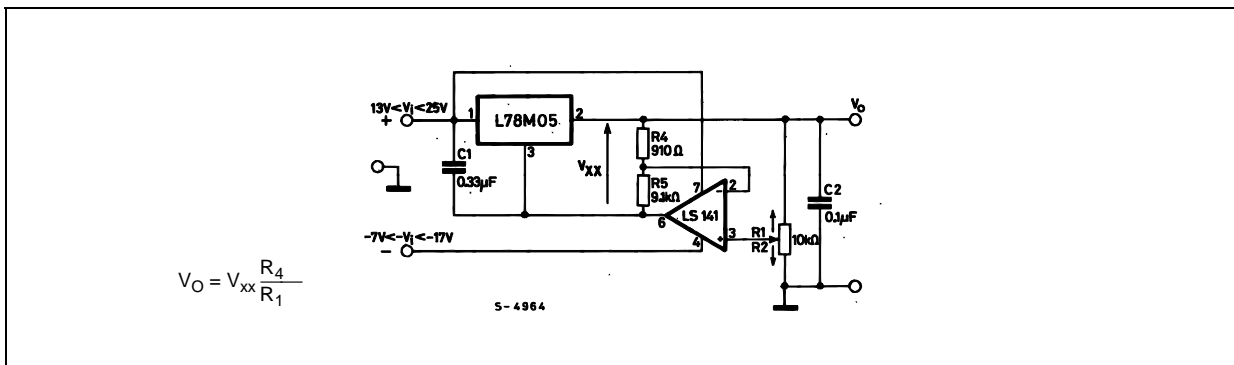 13V<Vi<25V
+
1
L78M05
2
VO
3
C1
0.33µF
VXX
R4
910Ω
R5
9.1kΩ
7
2
-
LS 141
6
+
3
4
R1
R2
10kΩ
C2
0.1µF
-7V<-Vi<-17V
-
VO = Vxx R4
R1
S-4964